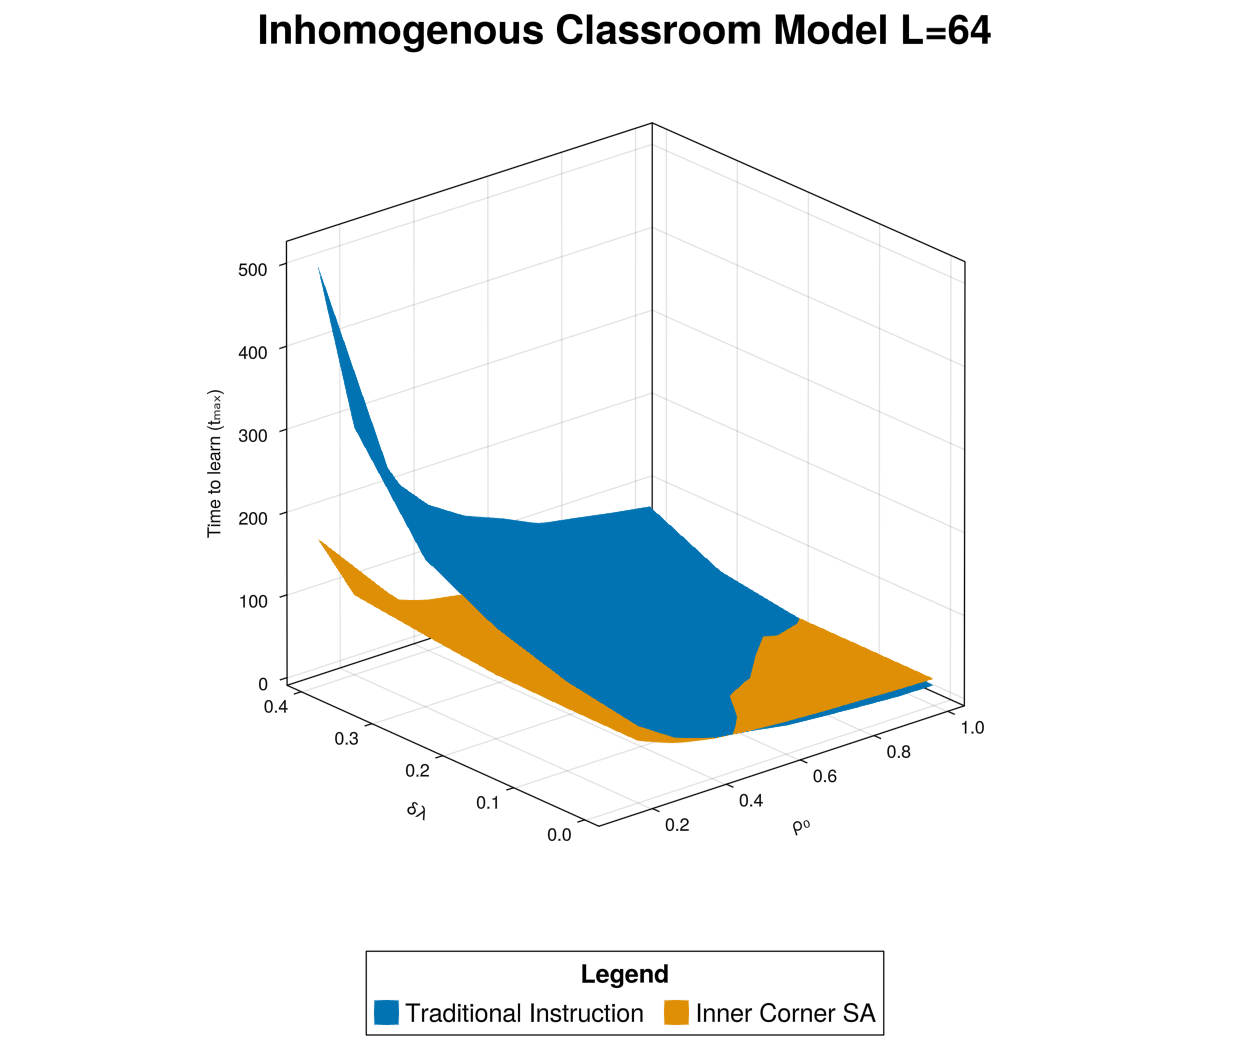 Inhomogenous Classroom Model L=64
500
400
300
200
100
0
Time to learn (tₘₐₓ)
0.4
0.3
0.2
0.1
0.0
δλ
0.2
0.4
0.6
0.8
1.0
ρ⁰
Legend
Traditional Instruction
Inner Corner SA